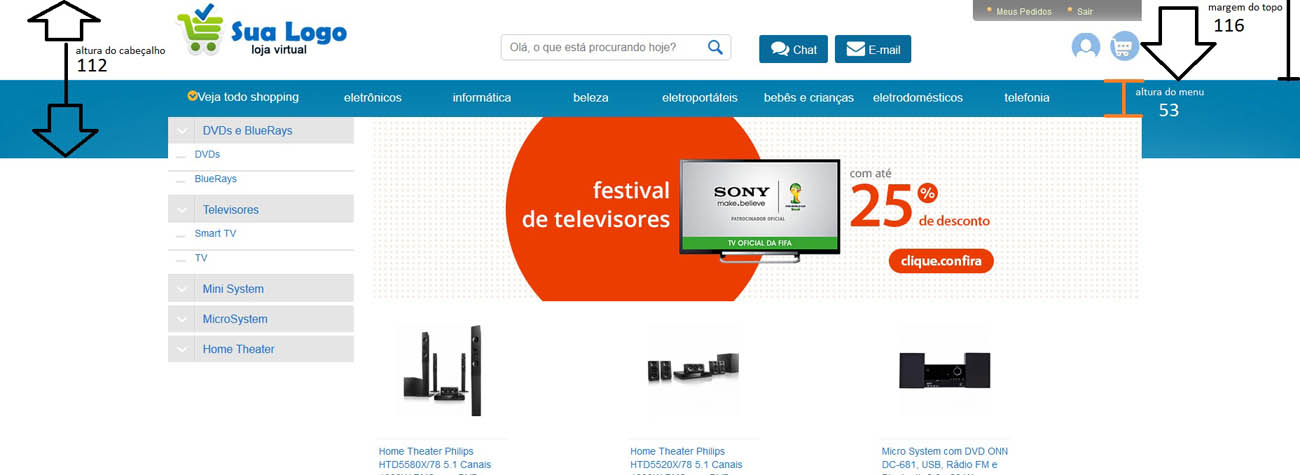 Meus Pedidos
Sair
margem do topo
116
Sua Logo
loja virtual
altura do cabeçalho
112
Olá, o que está procurando hoje?
Chat
E-mail
Veja todo shopping
eletrônicos
informática
beleza
eletroportáteis
bebês e crianças
eletrodomésticos
telefonia
altura do menu
53
DVDs e BlueRays
DVDs
BlueRays
Televisores
Smart TV
TV
Mini System
MicroSystem
Home Theater
festival
de televisores
SONY
make.believe
PATROCINADOR OFICIAL
TV OFICIAL DA FIFA
com até
25%
de desconto
clique.confira
Home Theater Philips
HTD5580X/78 5.1 Canais
Home Theater Philips
HTD5520X/78 5.1 Canais
Micro System com DVD ONN
DC-681, USB, Rádio FM e